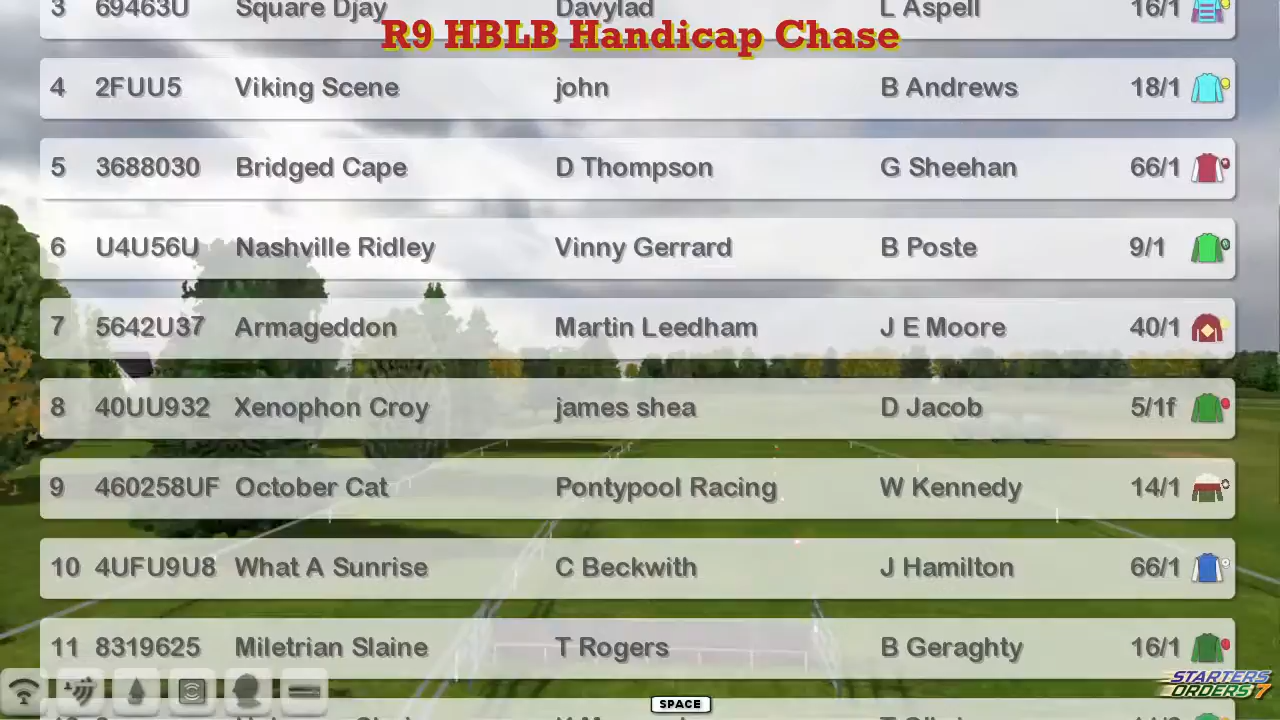 3 69463U Square Djay Davylad L Aspell 16/1
R9 HBLB Handicap Chase
4 2FUU5 Viking Scene john B Andrews 18/1
5 3688030 Bridged Cape D Thompson G Sheehan 66/1
6 U4U56U Nashville Ridley Vinny Gerrard B Poste 9/1
7 5642U37 Armageddon Martin Leedham J E Moore 40/1
8 40UU932 Xenophon Croy james shea D Jacob 5/1f
9 460258UF October Cat Pontypool Racing W Kennedy 14/1
10 4UFU9U8 What A Sunrise C Beckwith J Hamilton 66/1
11 8319625 Miletrian Slaine T Rogers B Geraghty 16/1
STARTERS
ORDERS 7
SPACE